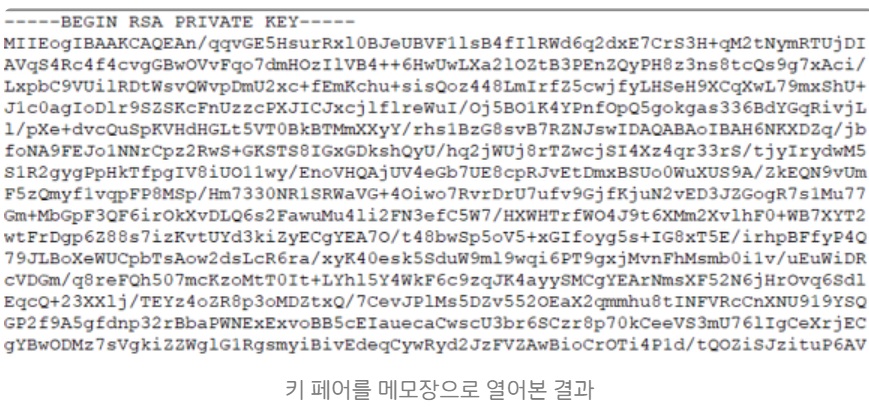 -----BEGIN RSA PRIVATE KEY-----
MIIEogIBAAKCAQEAn/qqvGE5HsurRxl0BJeUBVF1lsB4fIlRWd6q2dxE7CrS3H+qM2tNymRTUjDI
AVqS4Rc4f4cvgGBwOVvFqo7dmHOzIlVB4++6HwUwLXa2lOZtB3PEnZQyPH8z3ns8tcQs9g7xAci/
LxpbC9VUilRDtWsvQWvpDmU2xc+fEmKchu+sisQoz448LmIrfZ5cwjfyLHSeH9XCqXwL79mxShU+
J1c0agIoDlr9SZSKcFnUzzcPXJICJxcjlflreWuI/Oj5BO1K4YPnfOpQ5gokgas336BdYGqRivjL
l/pXe+dvcQuSpKVHdHGLt5VT0BkBTMmXXyY/rhslBzG8svB7RZNJswIDAQABAoIBAH6NKXDZq/jb
foNA9FEJo1NNrCpz2RwS+GKSTS8IGxGDkshQyU/hq2jWUj8rTZwcjSI4Xz4qr33rS/tjyIrydwM5
S1R2gygPpHkTfpgIV8iUO11wy/EnoVHQAjUV4eGb7UE8cpRJvEtDmxBSUo0WuXUS9A/ZkEQN9vUm
F5zQmyf1vqpFP8MSp/Hm7330NR1SRWaVG+4Oiwo7RvrDrU7ufv9GjfKjuN2vED3JZGogR7s1Mu77
Gm+MbGpF3QF6irOkXvDLQ6s2FawuMu4li2FN3efC5W7/HXWHTrfWO4J9t6XMm2XvlhF0+WB7XYT2
wtFrDgp6Z88s7izKvtUYd3kiZyECgYEA7O/t48bwSp5oV5+xGIfoyg5s+IG8xT5E/irhpBFfyP4Q
79JLBoXeWUCpbTsAow2dsLcR6ra/xyK40esk5SduW9ml9wqi6PT9gxjMvnFhMsmb0ilv/uEuWiDR
cVDGm/q8reFQh507mcKzoMtT0It+LYhl5Y4WkF6c9zqJK4ayySMCgYEArNmsXF52N6jHrOvq6Sdl
EqcQ+23XXlj/TEYz4oZR8p3oMDZtxQ/7CevJPlMs5DZv552OEaX2qmmhu8tINFVRcCnXNU919YSQ
GP2f9A5gfdnp32rBbaPWNExExvoBB5cEIauecaCwscU3br6SCzr8p70kCeeVS3mU76lIgCeXrjEC
gYBwODMz7sVgkiZZWglG1RgsmyiBivEdeqCywRyd2JzFVZAwBioCrOTi4P1d/tQOZiSJzituP6AV
키 페어를 메모장으로 열어본 결과